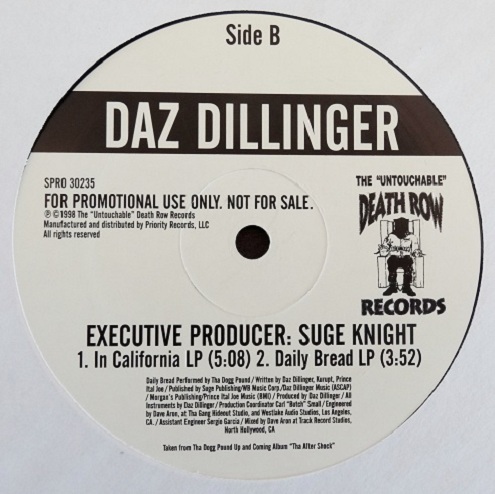 Side B
DAZ DILLINGER
SPRO 30235
FOR PROMOTIONAL USE ONLY. NOT FOR SALE.
℗ ©1998 The "Untouchable" Death Row Records
Manufactured and distributed by Priority Records, LLC
All rights reserved
THE "UNTOUCHABLE"
DEATH ROW
RECORDS
EXECUTIVE PRODUCER: SUGE KNIGHT
1. In California LP (5:08) 2. Daily Bread LP (3:52)
Daily Bread Performed by Tha Dogg Pound / Written by Daz Dillinger, Kurupt, Prince
Ital Joe / Published by Suge Publishing/WB Music Corp./Daz Dillinger Music (ASCAP)
/ Morgan's Publishing/Prince Ital Joe Music (BMI) / Produced by Daz Dillinger / All
Instruments by Daz Dillinger / Production Coordinator Carl "Butch" Small / Engineered
by Dave Aron, at: Tha Gang Hideout Studio, and Westlake Audio Studios, Los Angeles,
CA. / Assistant Engineer Sergio Garcia / Mixed by Dave Aron at Track Record Studios,
North Hollywood, CA
Taken from Tha Dogg Pound Up and Coming Album "Tha After Shock"